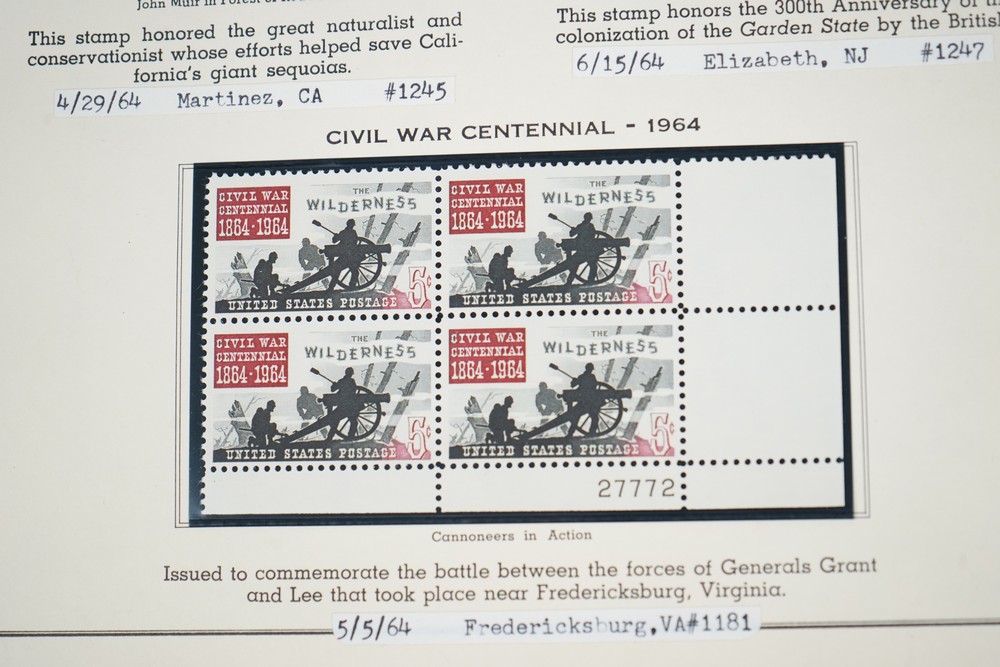 John Muir in Forest of
This stamp honored the great naturalist and
conservationist whose efforts helped save Cali-
fornia's giant sequoias.
4/29/64 Martinez, CA #1245
This stamp honors the 300th Anniversary of
colonization of the Garden State by the British
6/15/64 Elizabeth, NJ #1247
CIVIL WAR CENTENNIAL - 1964
CIVIL WAR
CENTENNIAL
1864·1964
THE
WILDERNESS
5¢
UNITED STATES POSTAGE
CIVIL WAR
CENTENNIAL
1864·1964
THE
WILDERNESS
5¢
UNITED STATES POSTAGE
CIVIL WAR
CENTENNIAL
1864·1964
THE
WILDERNESS
5¢
UNITED STATES POSTAGE
CIVIL WAR
CENTENNIAL
1864·1964
THE
WILDERNESS
5¢
UNITED STATES POSTAGE
27772
Cannoneers in Action
Issued to commemorate the battle between the forces of Generals Grant
and Lee that took place near Fredericksburg, Virginia.
5/5/64 Fredericksburg,VA#1181